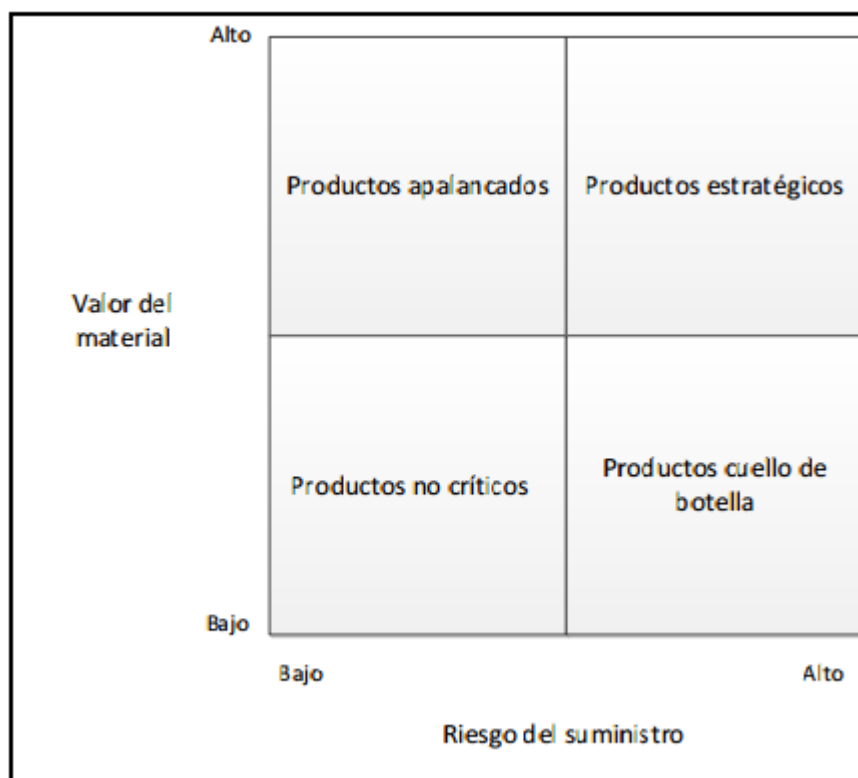 Alto
Productos apalancados
Productos estratégicos
Valor del
material
Productos no críticos
Productos cuello de
botella
Bajo
Bajo
Alto
Riesgo del suministro